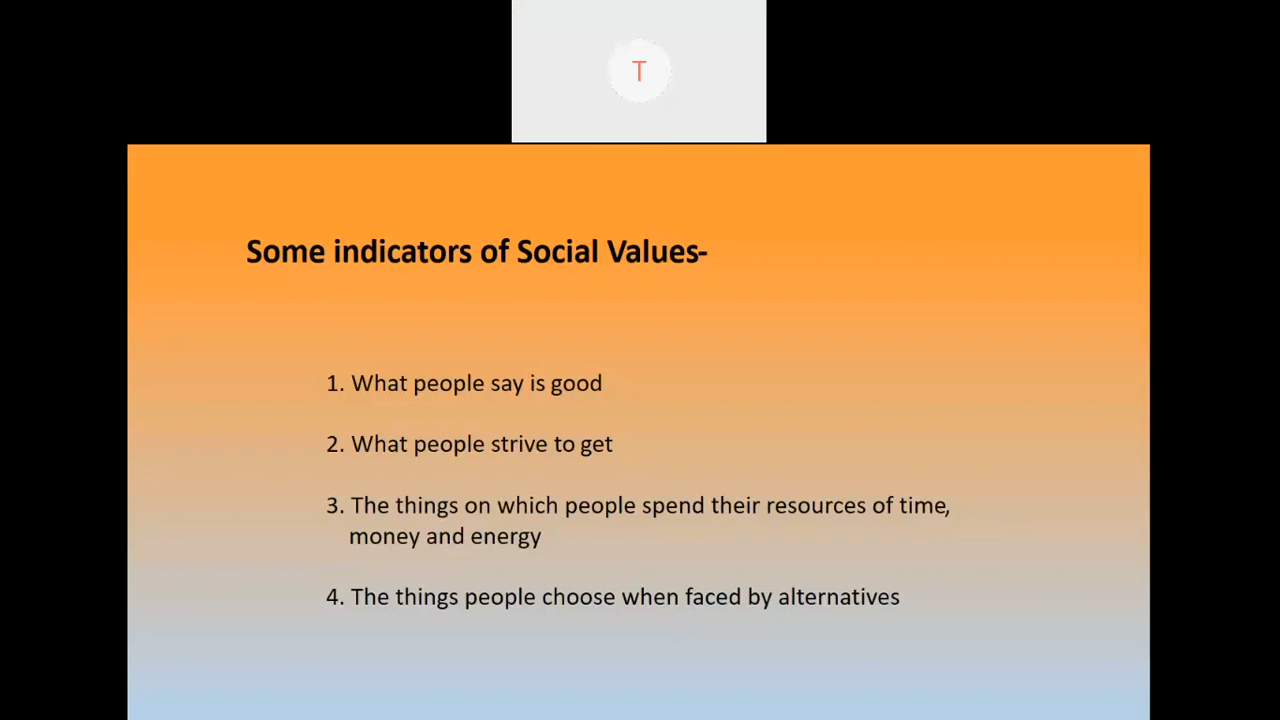 T
Some indicators of Social Values-
1. What people say is good
2. What people strive to get
3. The things on which people spend their resources of time,
money and energy
4. The things people choose when faced by alternatives